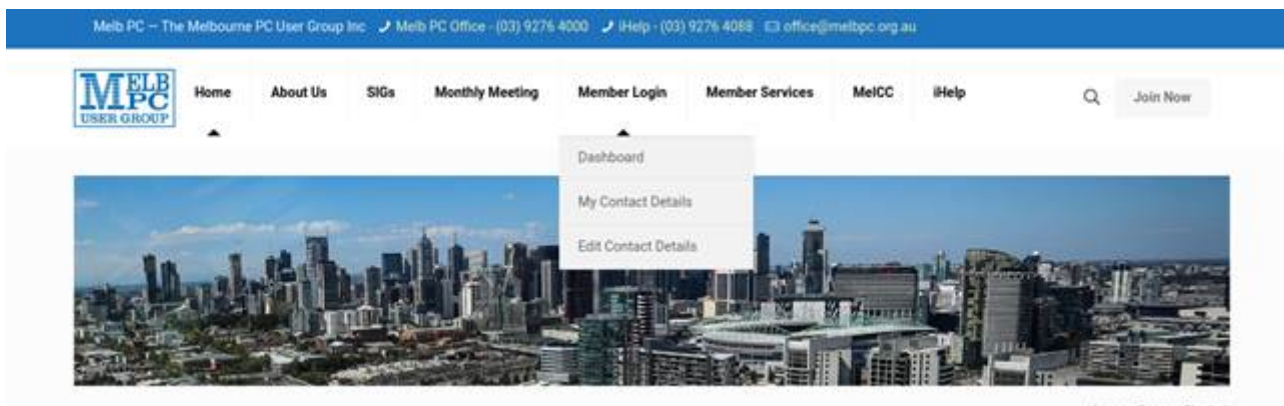 Melb PC – The Melbourne PC User Group Inc Melb PC Office - (03) 9276 4000 iHelp - (03) 9276 4088 office@melbpc.org.au
MELB
PC
USER GROUP
Home About Us SIGs Monthly Meeting Member Login Member Services MelCC iHelp Join Now
Dashboard
My Contact Details
Edit Contact Details